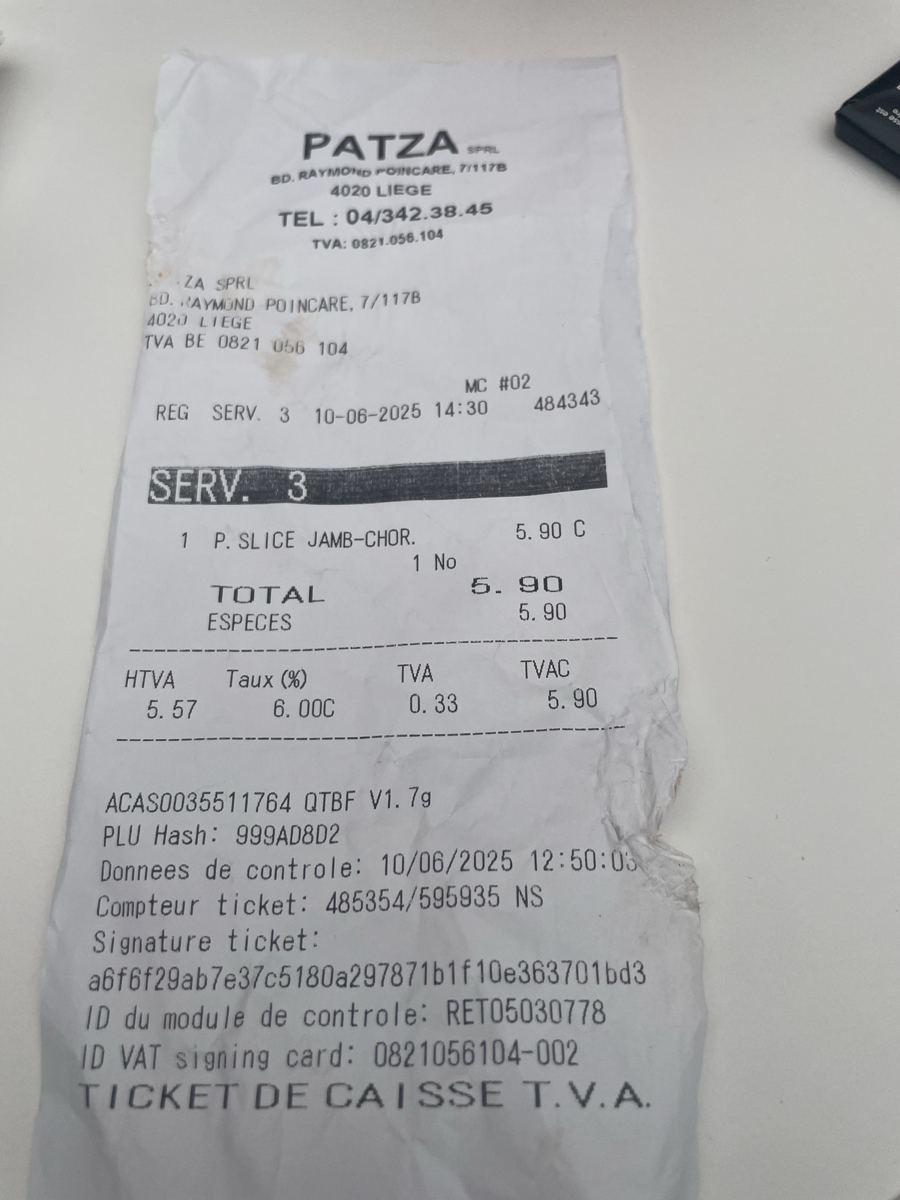 PATZA SPRL
BD. RAYMOND POINCARE, 7/117B
4020 LIEGE
TEL : 04/342.38.45
TVA: 0821.056.104
ZA SPRL
BD. RAYMOND POINCARE, 7/117B
4020 LIEGE
TVA BE 0821 056 104
MC #02
REG SERV. 3 10-06-2025 14:30 484343
SERV. 3
1 P. SLICE JAMB-CHOR. 5.90 C
1 No
TOTAL 5.90
ESPECES 5.90
HTVA Taux (%) TVA TVAC
5.57 6.00C 0.33 5.90
ACAS0035511764 QTBF V1.7g
PLU Hash: 999AD8D2
Donnees de controle: 10/06/2025 12:50:03
Compteur ticket: 485354/595935 NS
Signature ticket:
a6f6f29ab7e37c5180a297871b1f10e363701bd3
ID du module de controle: RET05030778
ID VAT signing card: 0821056104-002
TICKET DE CAISSE T.V.A.